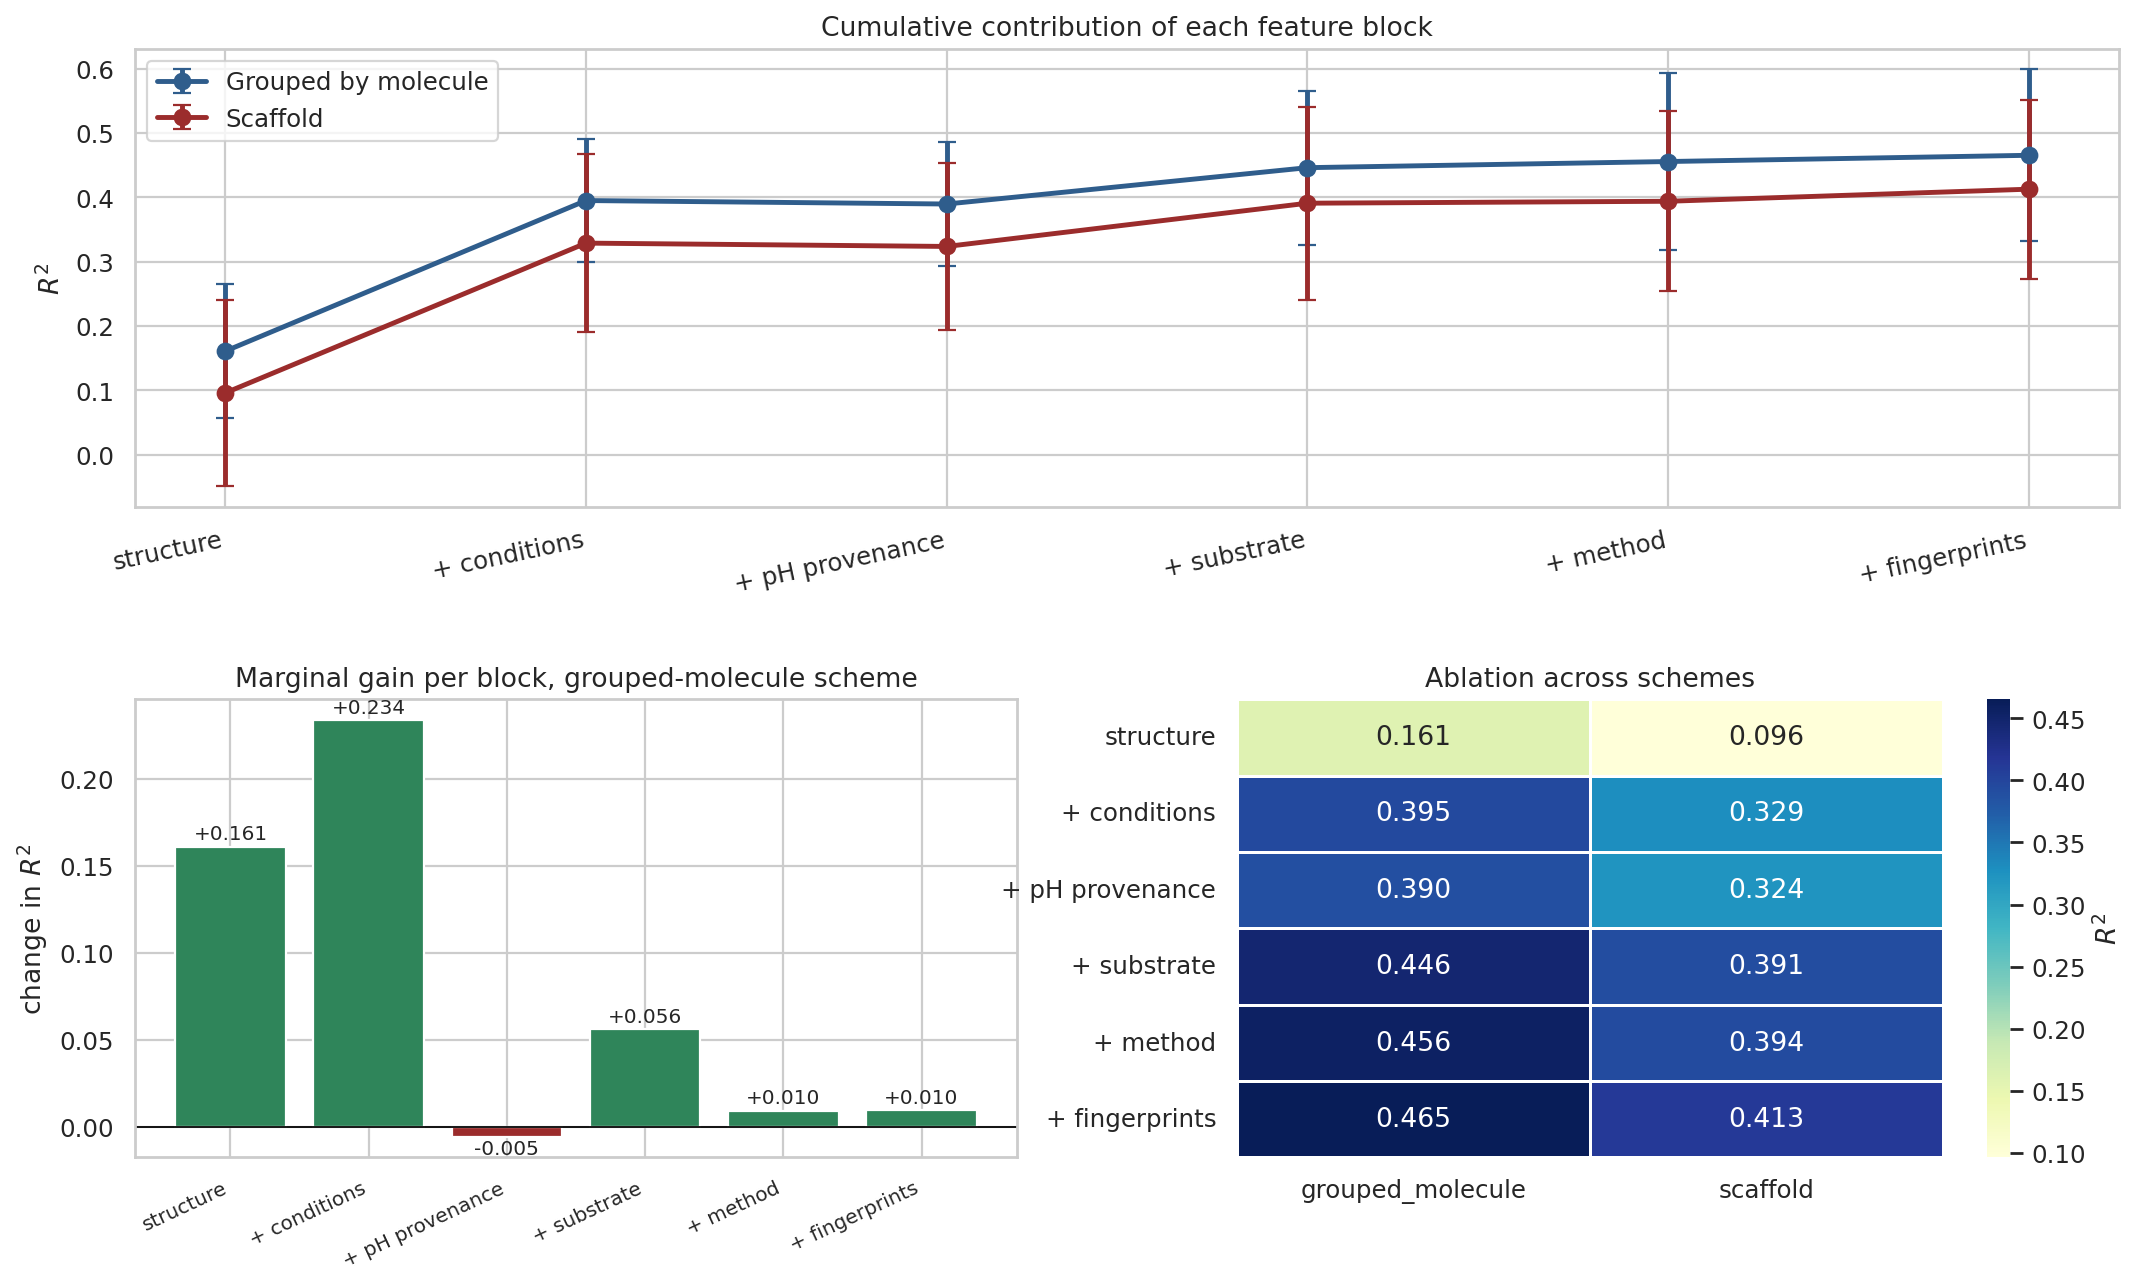 Cumulative contribution of each feature block
Grouped by molecule
Scaffold
R²
0.6
0.5
0.4
0.3
0.2
0.1
0.0
structure
+ conditions
+ pH provenance
+ substrate
+ method
+ fingerprints
Marginal gain per block, grouped-molecule scheme
change in R²
0.20
0.15
0.10
0.05
0.00
+0.161
+0.234
-0.005
+0.056
+0.010
+0.010
structure
+ conditions
+ pH provenance
+ substrate
+ method
+ fingerprints
Ablation across schemes
structure 0.161 0.096
+ conditions 0.395 0.329
+ pH provenance 0.390 0.324
+ substrate 0.446 0.391
+ method 0.456 0.394
+ fingerprints 0.465 0.413
grouped_molecule scaffold
0.45
0.40
0.35
0.30
0.25
0.20
0.15
0.10
R²